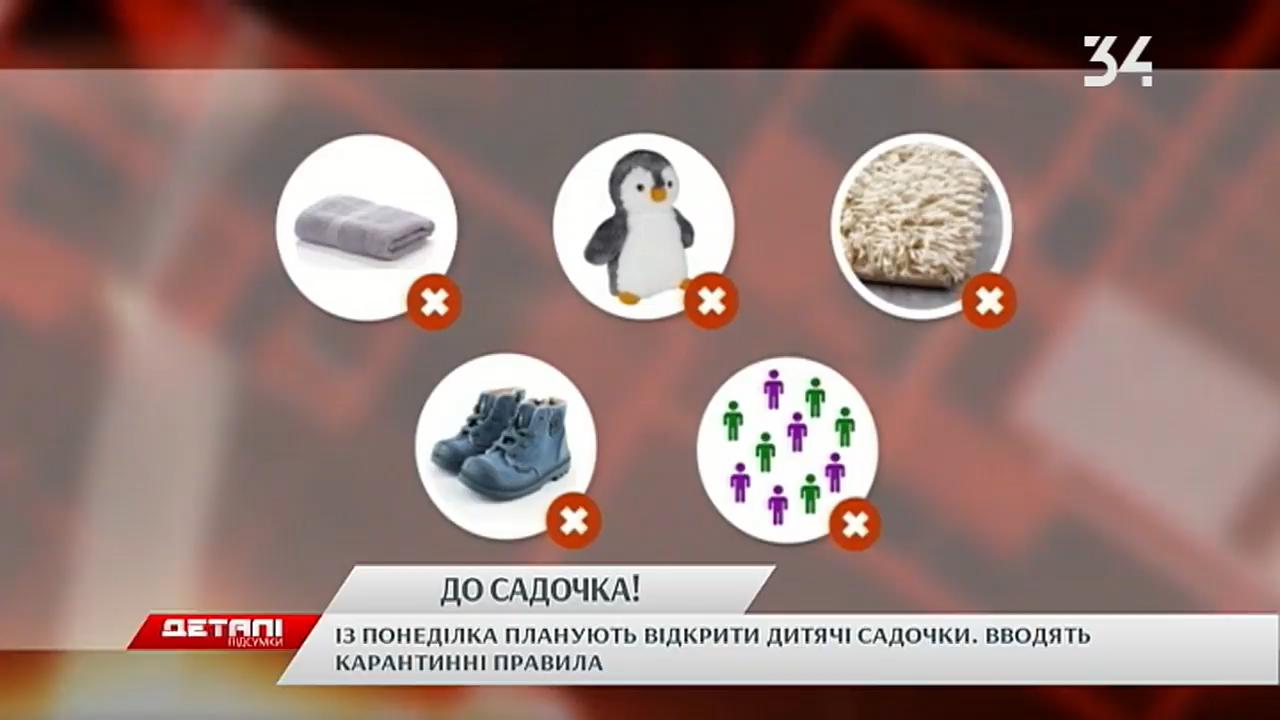 34
ДО САДОЧКА!
ДЕТАЛІ
ПІДСУМКИ
ІЗ ПОНЕДІЛКА ПЛАНУЮТЬ ВІДКРИТИ ДИТЯЧІ САДОЧКИ. ВВОДЯТЬ
КАРАНТИННІ ПРАВИЛА